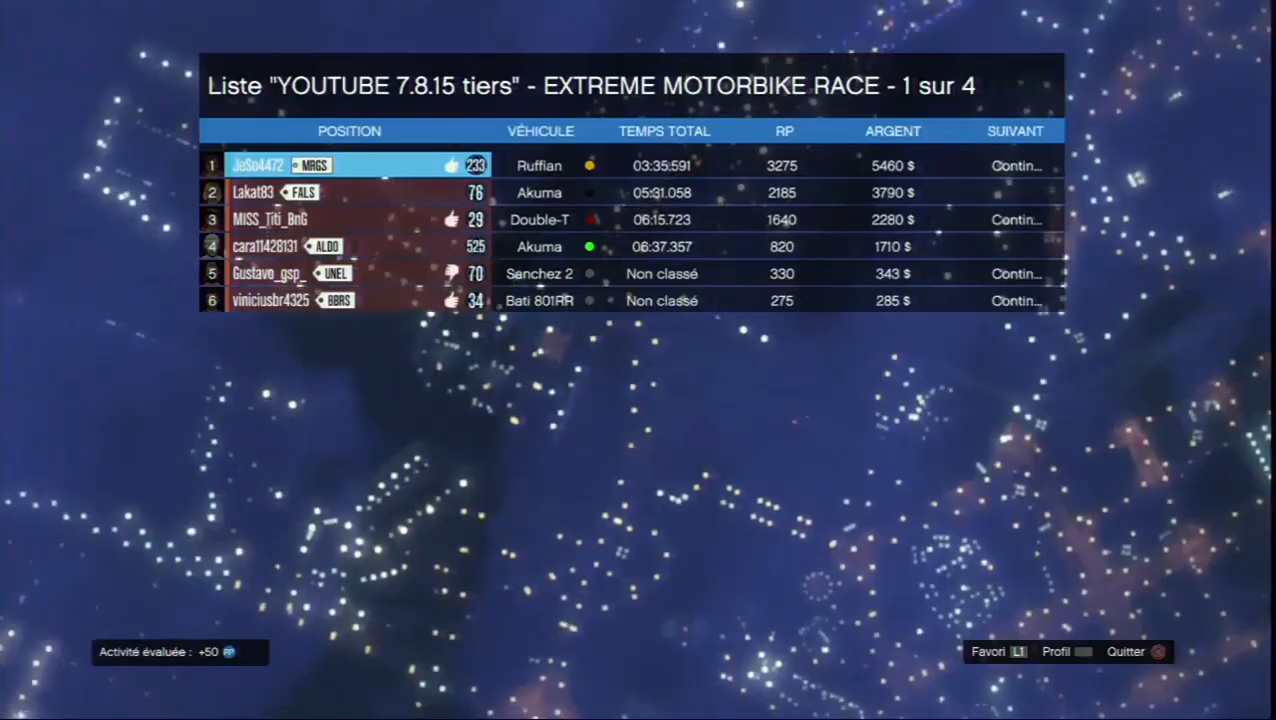 Liste "YOUTUBE 7.8.15 tiers" - EXTREME MOTORBIKE RACE - 1 sur 4
POSITION VÉHICULE TEMPS TOTAL RP ARGENT SUIVANT
1 JeSo4472 MRGS 233 Ruffian 03:35.591 3275 5460 $ Contin...
2 Lakat83 FALS 76 Akuma 05:31.058 2185 3790 $ Contin...
3 MISS_Titi_BnG 29 Double-T 06:15.723 1640 2280 $ Contin...
4 cara11428131 ALDO 525 Akuma 06:37.357 820 1710 $ Contin...
5 Gustavo_gsp_ UNEL 70 Sanchez 2 Non classé 330 343 $ Contin...
6 viniciusbr4325 BBRS 34 Bati 801RR Non classé 275 285 $ Contin...
Activité évaluée : +50 RP
Favori L1 Profil Quitter